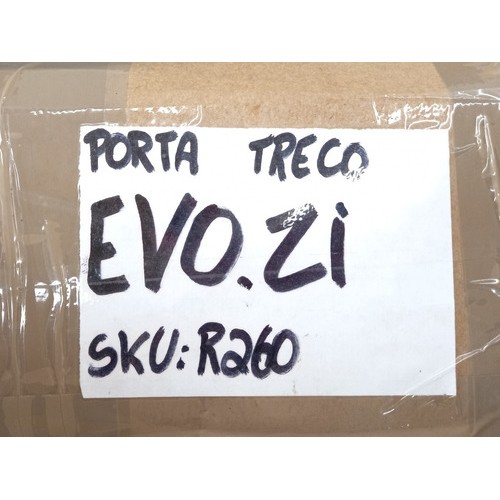 PORTA TRECO
EVO.Zi
SKU: R260